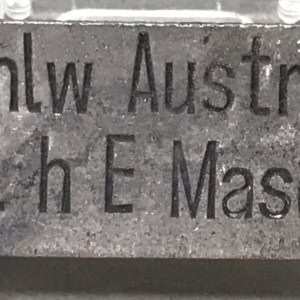 nlw Austr
. h E Mas